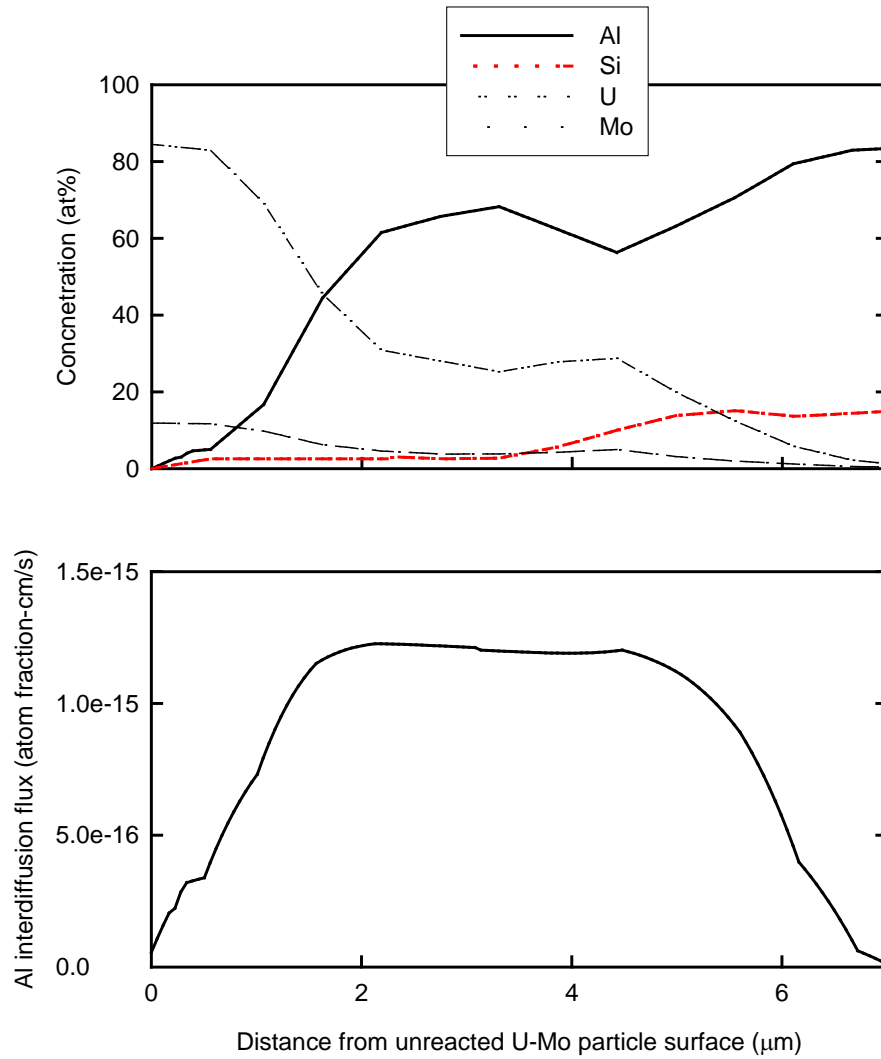 Al
Si
U
Mo
100
80
60
40
20
0
Concnetration (at%)
1.5e-15
1.0e-15
5.0e-16
0.0
Al interdiffusion flux (atom fraction-cm/s)
0 2 4 6
Distance from unreacted U-Mo particle surface (μm)